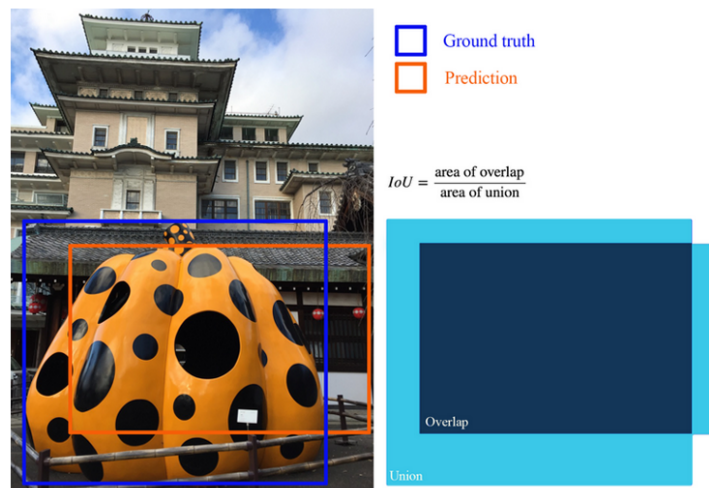 Ground truth
Prediction
IoU = area of overlap
area of union
Overlap
Union